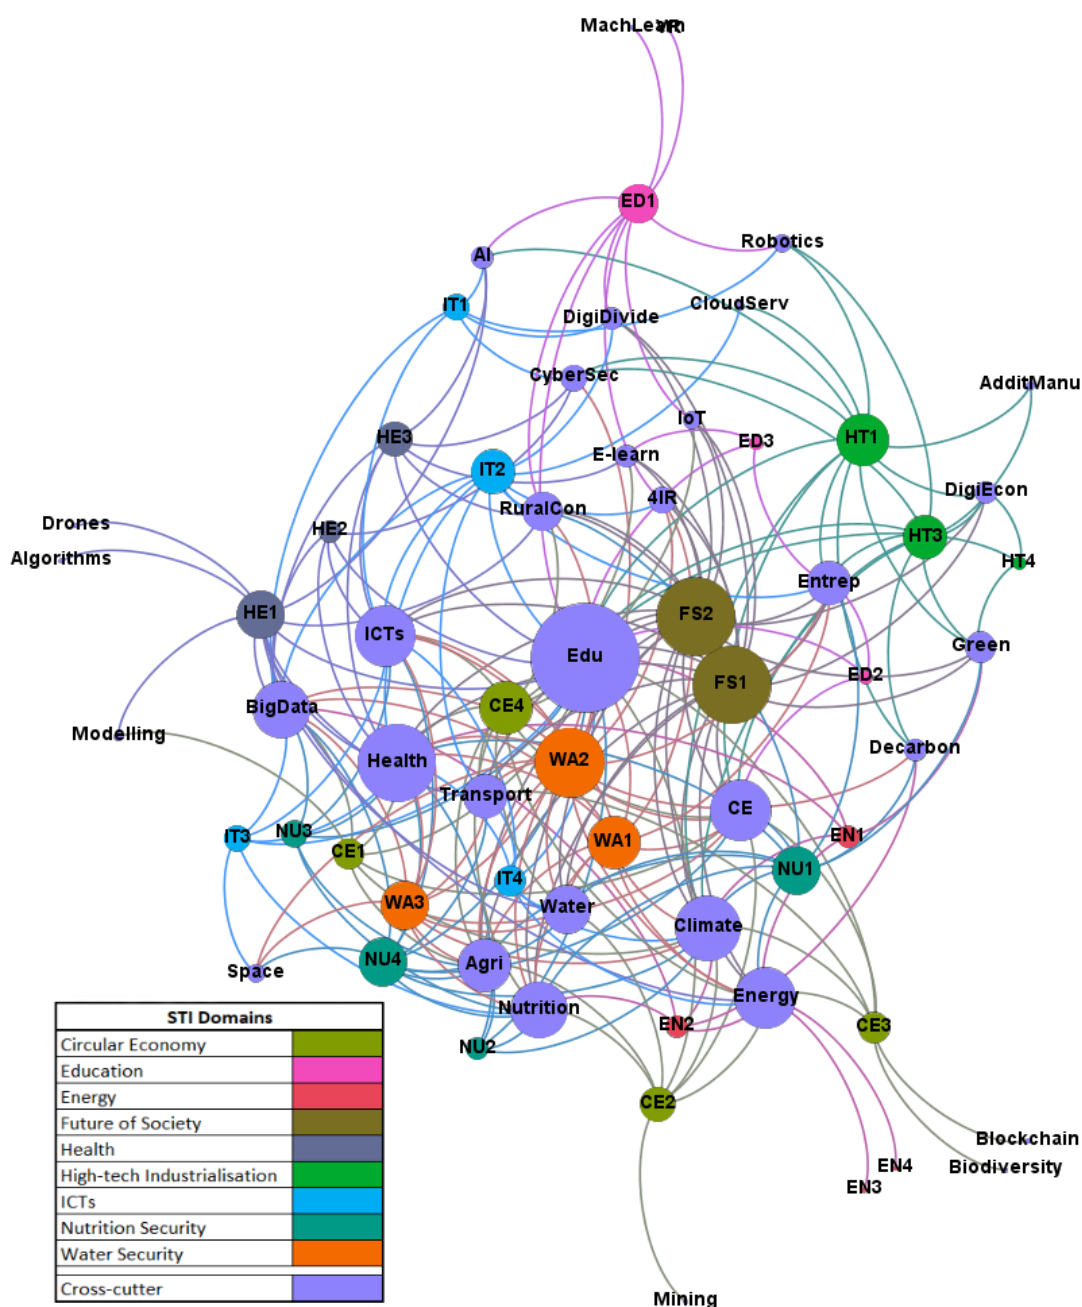 MachLearn
VR
ED1
Robotics
AI
IT1
CloudServ
DigiDivide
CyberSec
AdditManu
IoT
HE3
HT1
ED3
E-learn
IT2
DigiEcon
4IR
RuralCon
Drones
HE2
HT3
Algorithms
HT4
Entrep
HE1
FS2
ICTs
Green
Edu
ED2
FS1
BigData
CE4
Modelling
Decarbon
Health
WA2
Transport
CE
NU3
IT3
EN1
WA1
CE1
NU1
IT4
WA3
Water
Climate
NU4
Agri
Space
Energy
Nutrition
EN2
CE3
NU2
CE2
Blockchain
Biodiversity
EN4
EN3
Mining
STI Domains
Circular Economy
Education
Energy
Future of Society
Health
High-tech Industrialisation
ICTs
Nutrition Security
Water Security
Cross-cutter